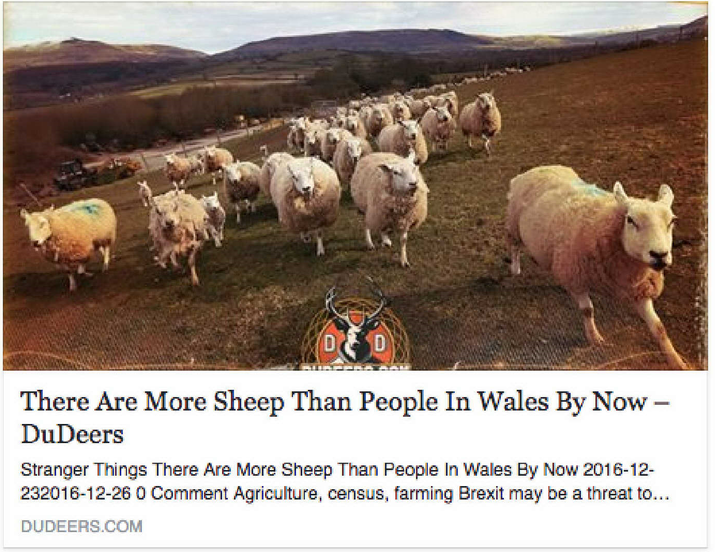 D D
DUDEERS.COM
There Are More Sheep Than People In Wales By Now –
DuDeers
Stranger Things There Are More Sheep Than People In Wales By Now 2016-12-
232016-12-26 0 Comment Agriculture, census, farming Brexit may be a threat to...
DUDEERS.COM